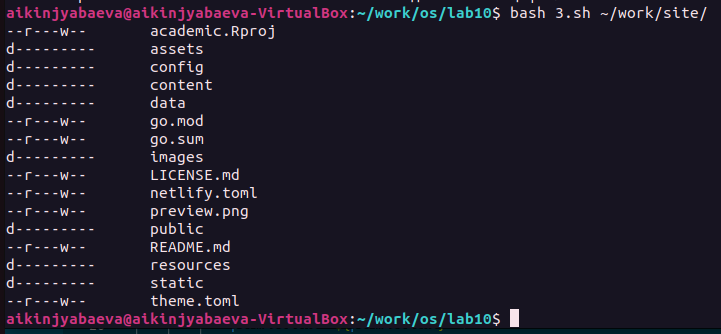 aikinjyabaeva@aikinjyabaeva-VirtualBox:~/work/os/lab10$ bash 3.sh ~/work/site/
--r---w--       academic.Rproj
d---------      assets
d---------      config
d---------      content
d---------      data
--r---w--       go.mod
--r---w--       go.sum
d---------      images
--r---w--       LICENSE.md
--r---w--       netlify.toml
--r---w--       preview.png
d---------      public
--r---w--       README.md
d---------      resources
d---------      static
--r---w--       theme.toml
aikinjyabaeva@aikinjyabaeva-VirtualBox:~/work/os/lab10$